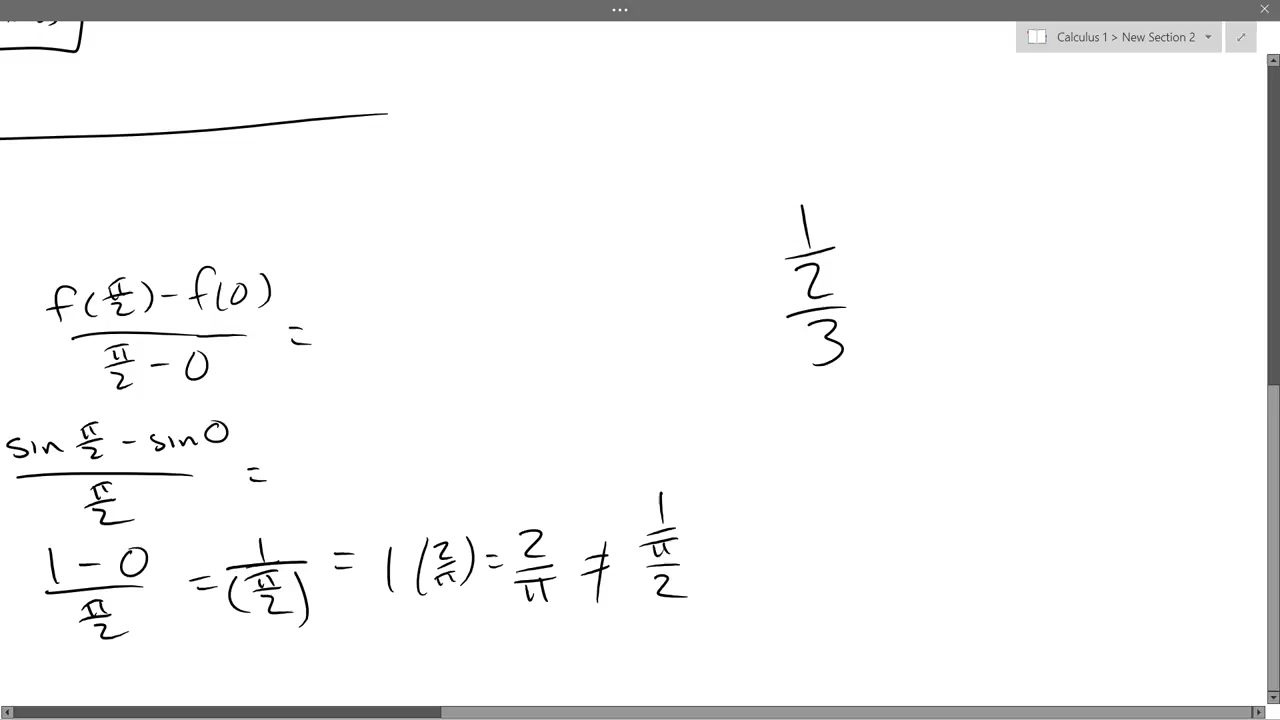 Calculus 1 > New Section 2
1
2
3
f(π/2) - f(0)
π/2 - 0 =
sin π/2 - sin 0
π/2 =
(1 - 0)/(π/2) = 1/(π/2) = 1(2/π) = 2/π ≠ 1/π/2